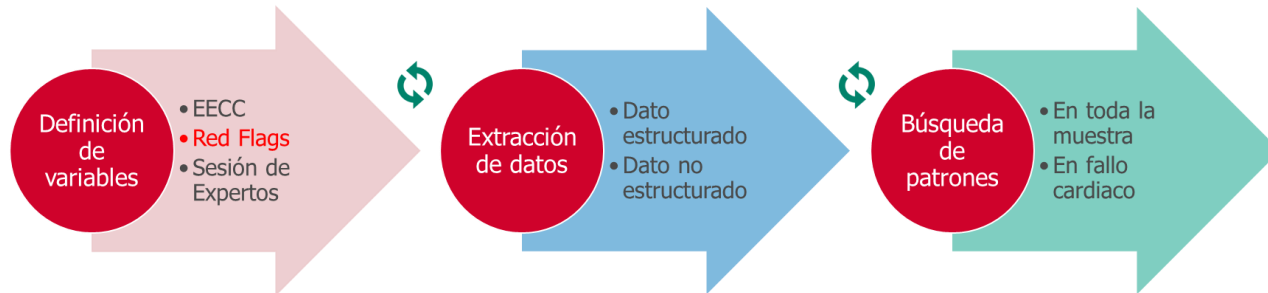 Definición
de
variables
• EECC
• Red Flags
• Sesión de
Expertos
Extracción
de datos
• Dato
estructurado
• Dato no
estructurado
Búsqueda
de
patrones
• En toda la
muestra
• En fallo
cardiaco